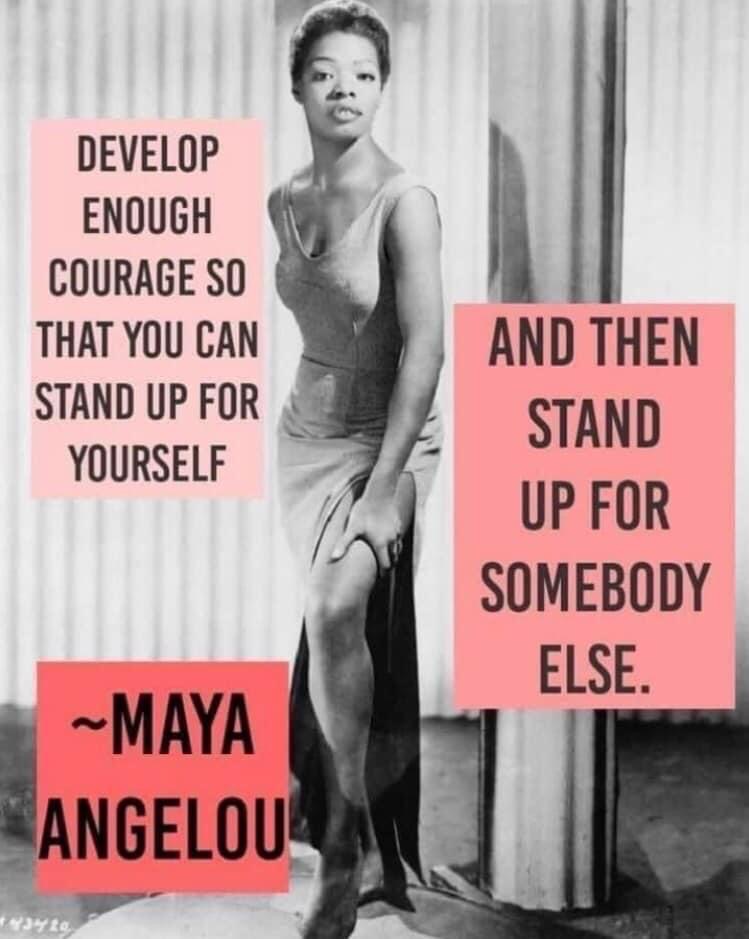 DEVELOP
ENOUGH
COURAGE SO
THAT YOU CAN
STAND UP FOR
YOURSELF
AND THEN
STAND
UP FOR
SOMEBODY
ELSE.
~MAYA
ANGELOU